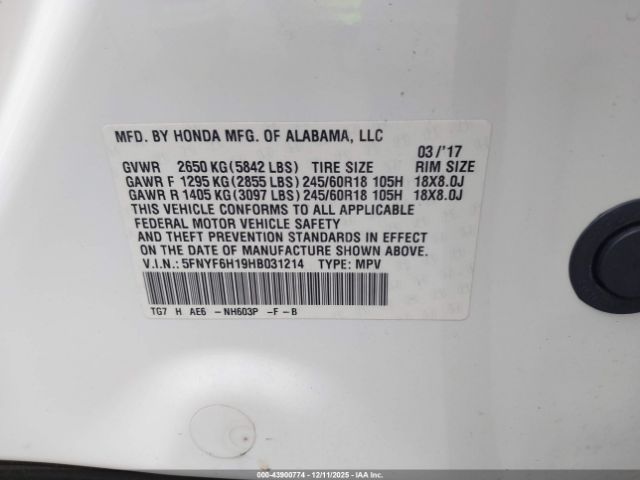 MFD. BY HONDA MFG. OF ALABAMA, LLC
03/'17
GVWR 2650 KG(5842 LBS) TIRE SIZE RIM SIZE
GAWR F 1295 KG(2855 LBS)245/60R18 105H 18X8.0J
GAWR R 1405 KG(3097 LBS)245/60R18 105H 18X8.0J
THIS VEHICLE CONFORMS TO ALL APPLICABLE
FEDERAL MOTOR VEHICLE SAFETY
AND THEFT PREVENTION STANDARDS IN EFFECT
ON THE DATE OF MANUFACTURE SHOWN ABOVE.
V.I.N.: 5FNYF6H19HB031214 TYPE: MPV
TG7 H AE6 -NH603P -F-B
000-43900774 - 12/11/2025 - IAA Inc.